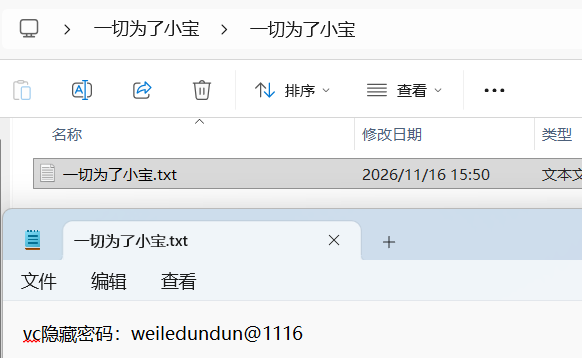 一切为了小宝 一切为了小宝
排序 查看
名称 修改日期 类型
一切为了小宝.txt 2026/11/16 15:50 文本文
一切为了小宝.txt
文件 编辑 查看
yc隐藏密码：weiledundun@1116